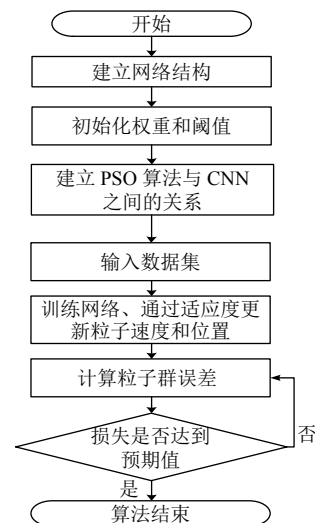 开始
建立网络结构
初始化权重和阈值
建立 PSO 算法与 CNN
之间的关系
输入数据集
训练网络、通过适应度更
新粒子速度和位置
计算粒子群误差
损失是否达到
预期值
否
是
算法结束